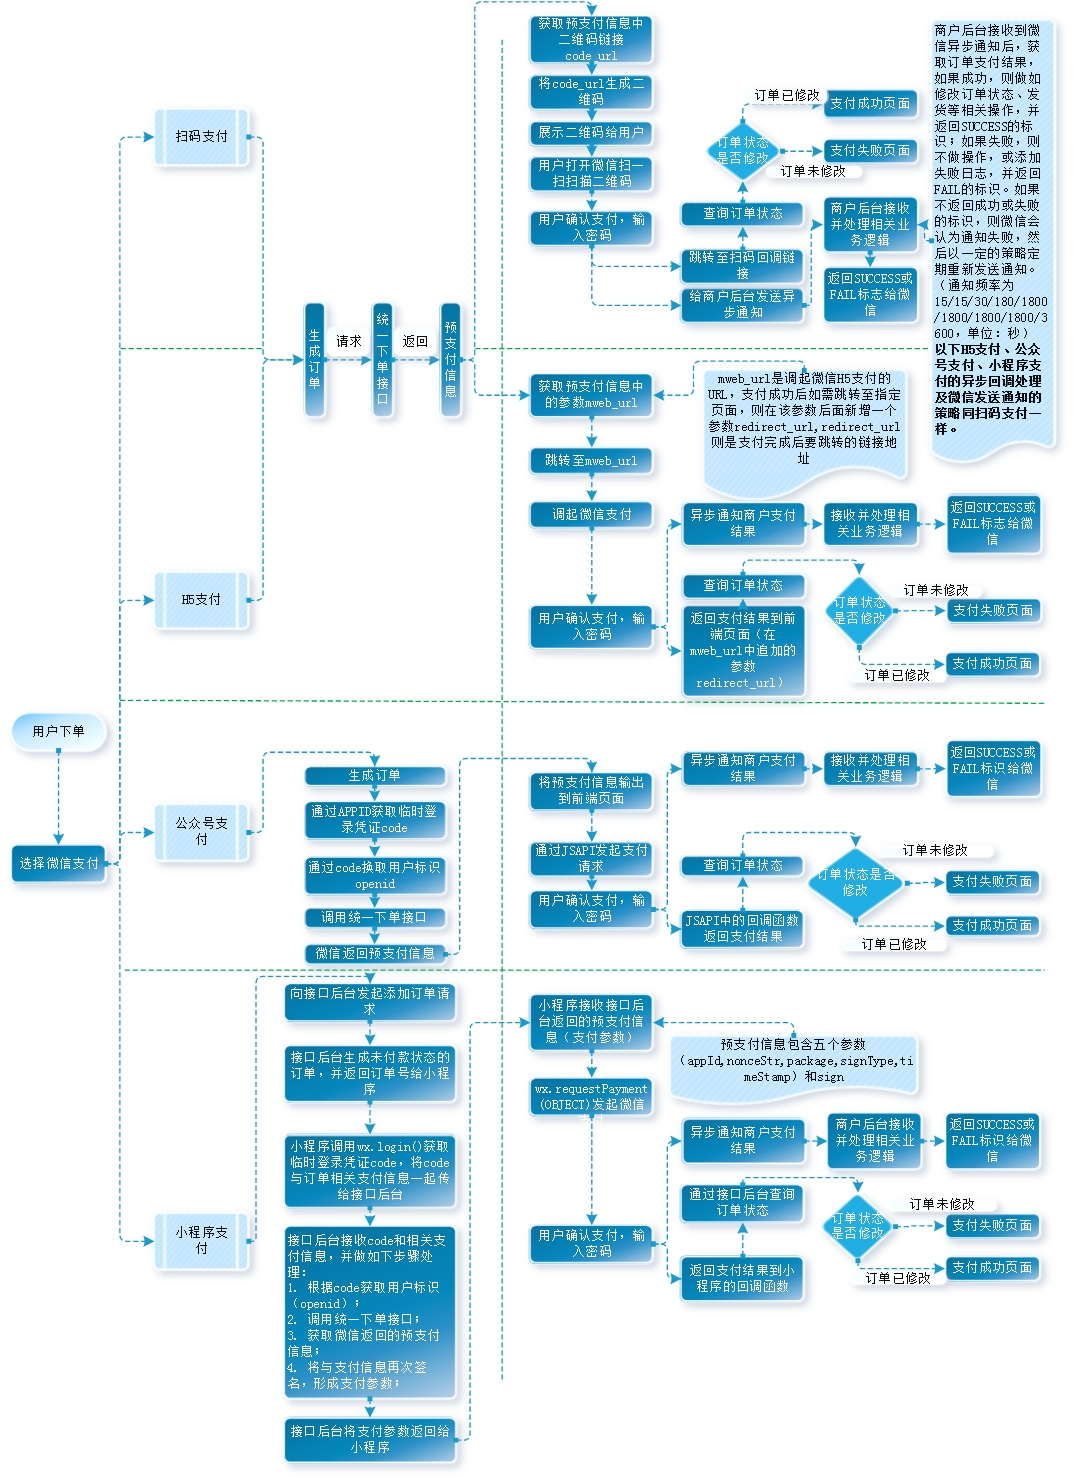 用户下单
选择微信支付
扫码支付
H5支付
公众号支
付
小程序支
付
生成订单
请求
统一下单接口
返回
预支付信息
获取预支付信息中
二维码链接
code_url
将code_url生成二
维码
展示二维码给用户
用户打开微信扫一
扫扫描二维码
用户确认支付，输
入密码
跳转至扫码回调链
接
查询订单状态
订单状态
是否修改
订单已修改
支付成功页面
支付失败页面
订单未修改
给商户后台发送异
步通知
商户后台接收
并处理相关业
务逻辑
返回SUCCESS或
FAIL标志给微
信
商户后台接收到微
信异步通知后，获
取订单支付结果，
如果成功，则做如
修改订单状态、发
货等相关操作，并
返回SUCCESS的标
识；如果失败，则
不做操作，或添加
失败日志，并返回
FAIL的标识。如果
不返回成功或失败
的标识，则微信会
认为通知失败，然
后以一定的策略定
期重新发送通知。
（通知频率为
15/15/30/180/1800
/1800/1800/1800/3
600，单位：秒）
以下H5支付、公众
号支付、小程序支
付的异步回调处理
及微信发送通知的
策略同扫码支付一
样。
获取预支付信息中
的参数mweb_url
mweb_url是调起微信H5支付的
URL，支付成功后如需跳转至指定
页面，则在该参数后面新增一个
参数redirect_url,redirect_url
则是支付完成后要跳转的链接地
址
跳转至mweb_url
调起微信支付
用户确认支付，输
入密码
异步通知商户支付
结果
接收并处理相
关业务逻辑
返回SUCCESS或
FAIL标志给微
信
查询订单状态
返回支付结果到前
端页面（在
mweb_url中追加的
参数
redirect_url）
订单状态
是否修改
订单未修改
支付失败页面
支付成功页面
订单已修改
生成订单
通过APPID获取临时登
录凭证code
通过code换取用户标识
openid
调用统一下单接口
微信返回预支付信息
将预支付信息输出
到前端页面
通过JSAPI发起支付
请求
用户确认支付，输
入密码
异步通知商户支付
结果
接收并处理相
关业务逻辑
返回SUCCESS或
FAIL标识给微
信
查询订单状态
JSAPI中的回调函数
返回支付结果
订单状态是否
修改
订单未修改
支付失败页面
支付成功页面
订单已修改
向接口后台发起添加订单请
求
接口后台生成未付款状态的
订单，并返回订单号给小程
序
小程序调用wx.login()获取
临时登录凭证code，将code
与订单相关支付信息一起传
给接口后台
接口后台接收code和相关支
付信息，并做如下步骤处
理：
1. 根据code获取用户标识
（openid）；
2. 调用统一下单接口；
3. 获取微信返回的预支付
信息；
4. 将与支付信息再次签
名，形成支付参数；
接口后台将支付参数返回给
小程序
小程序接收接口后
台返回的预支付信
息（支付参数）
预支付信息包含五个参数
（appId,nonceStr,package,signType,ti
meStamp）和sign
wx.requestPayment
(OBJECT)发起微信
支付
用户确认支付，输
入密码
异步通知商户支付
结果
商户后台接收
并处理相关业
务逻辑
返回SUCCESS或
FAIL标识给微
信
通过接口后台查询
订单状态
返回支付结果到小
程序的回调函数
订单状态
是否修改
订单未修改
支付失败页面
支付成功页面
订单已修改